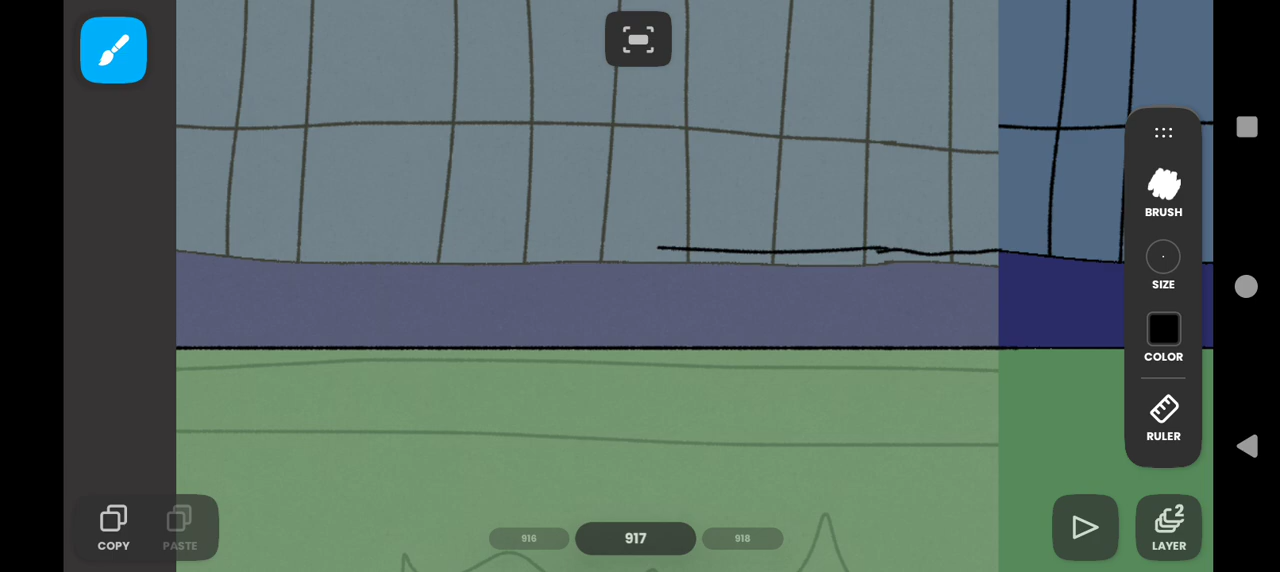 BRUSH
SIZE
COLOR
RULER
COPY
PASTE
916
917
918
2
LAYER